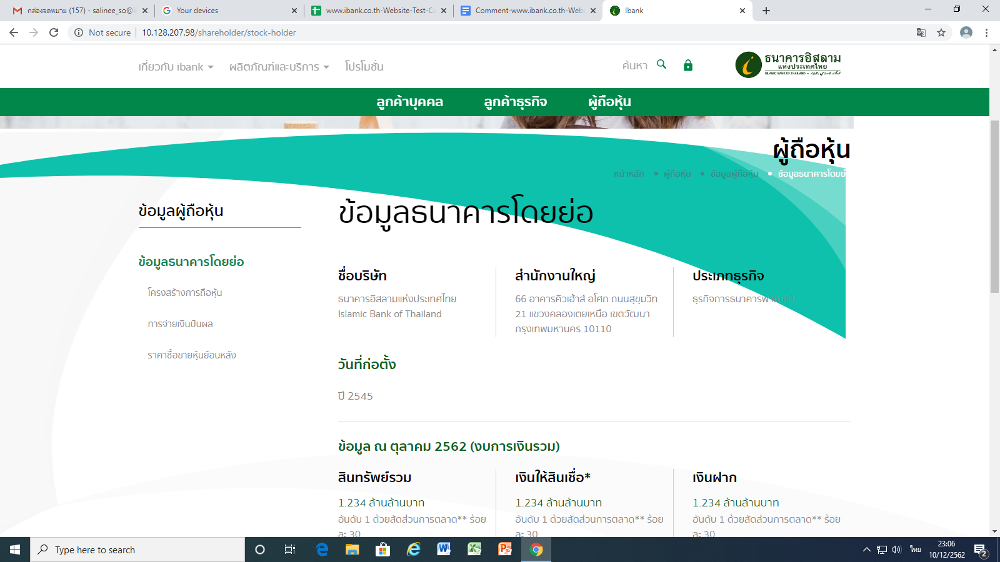 กล่องจดหมาย (157) - salinee_so@i
Your devices
www.ibank.co.th-Website-Test-Ca
Comment-www.ibank.co.th-Webs
Ibank
Not secure
10.128.207.98/shareholder/stock-holder
เกี่ยวกับ ibank
ผลิตภัณฑ์และบริการ
โปรโมชั่น
ค้นหา
ธนาคารอิสลาม
แห่งประเทศไทย
ISLAMIC BANK OF THAILAND
ลูกค้าบุคคล
ลูกค้าธุรกิจ
ผู้ถือหุ้น
ผู้ถือหุ้น
หน้าหลัก
ผู้ถือหุ้น
ข้อมูลผู้ถือหุ้น
ข้อมูลธนาคารโดยย่
ข้อมูลผู้ถือหุ้น
ข้อมูลธนาคารโดยย่อ
โครงสร้างการถือหุ้น
การจ่ายเงินปันผล
ราคาซื้อขายหุ้นย้อนหลัง
ข้อมูลธนาคารโดยย่อ
ชื่อบริษัท
ธนาคารอิสลามแห่งประเทศไทย
Islamic Bank of Thailand
สำนักงานใหญ่
66 อาคารคิวเฮ้าส์ อโศก ถนนสุขุมวิท
21 แขวงคลองเตยเหนือ เขตวัฒนา
กรุงเทพมหานคร 10110
ประเภทธุรกิจ
ธุรกิจการธนาคารพาณิชย์
วันที่ก่อตั้ง
ปี 2545
ข้อมูล ณ ตุลาคม 2562 (งบการเงินรวม)
สินทรัพย์รวม
1.234 ล้านล้านบาท
อันดับ 1 ด้วยสัดส่วนการตลาด** ร้อย
ละ 30
เงินให้สินเชื่อ*
1.234 ล้านล้านบาท
อันดับ 1 ด้วยสัดส่วนการตลาด** ร้อย
ละ 30
เงินฝาก
1.234 ล้านล้านบาท
อันดับ 1 ด้วยสัดส่วนการตลาด** ร้อย
ละ 30
Type here to search
ไทย
23:06
10/12/2562
2